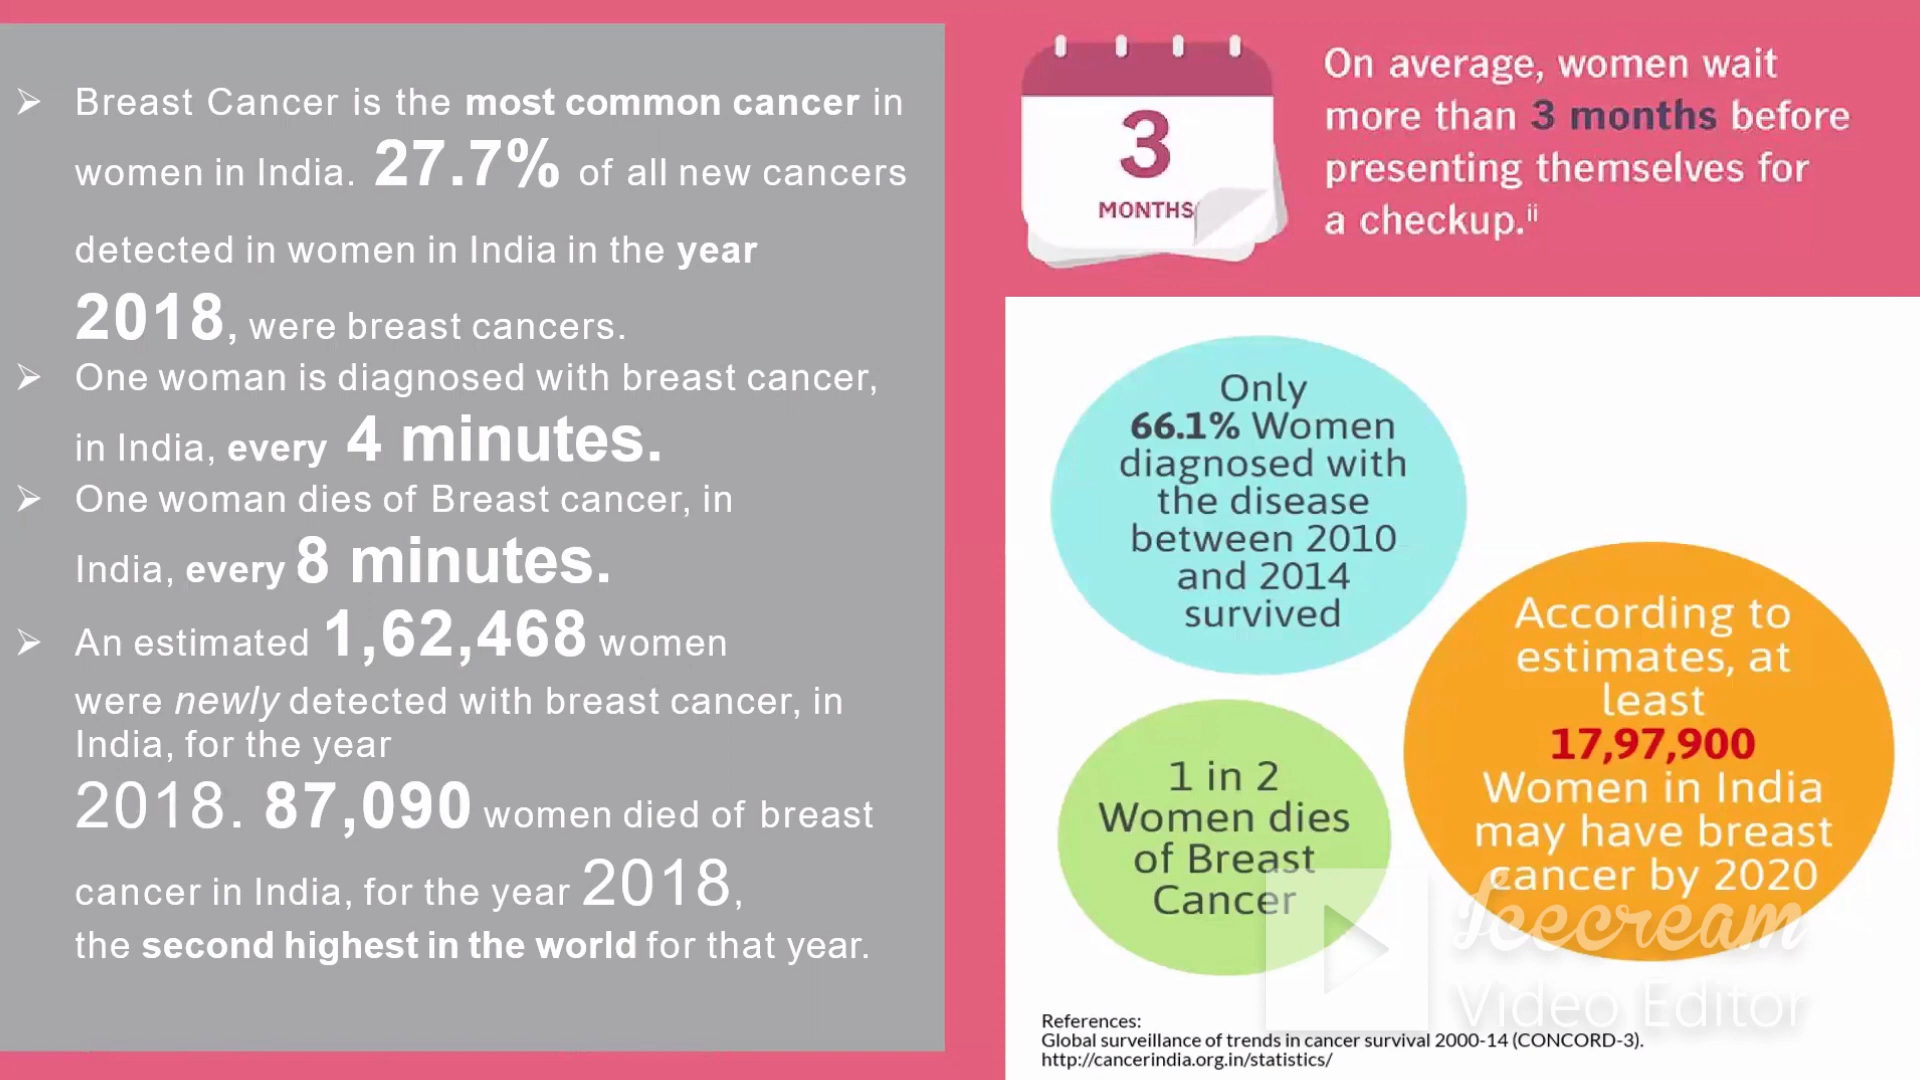 ➢ Breast Cancer is the most common cancer in
women in India. 27.7% of all new cancers
detected in women in India in the year
2018, were breast cancers.
➢ One woman is diagnosed with breast cancer,
in India, every 4 minutes.
➢ One woman dies of Breast cancer, in
India, every 8 minutes.
➢ An estimated 1,62,468 women
were newly detected with breast cancer, in
India, for the year
2018. 87,090 women died of breast
cancer in India, for the year 2018,
the second highest in the world for that year.
3
MONTHS
On average, women wait
more than 3 months before
presenting themselves for
a checkup.ii
Only
66.1% Women
diagnosed with
the disease
between 2010
and 2014
survived
1 in 2
Women dies
of Breast
Cancer
According to
estimates, at
least
17,97,900
Women in India
may have breast
cancer by 2020
Icecream
Video Editor
References:
Global surveillance of trends in cancer survival 2000-14 (CONCORD-3).
http://cancerindia.org.in/statistics/